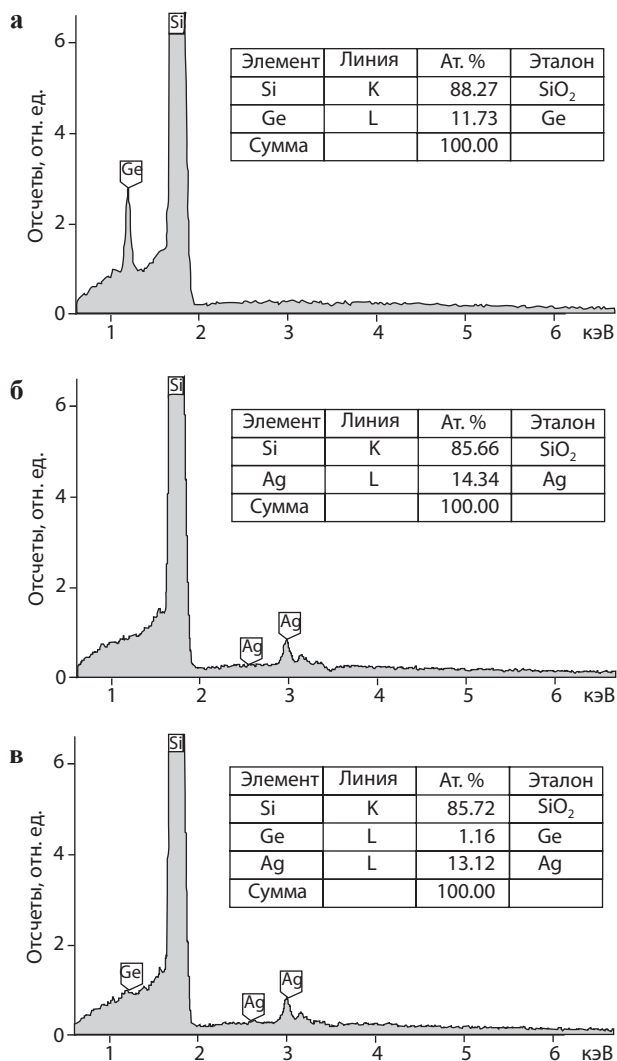 а
Отсчеты, отн. ед.
6
4
2
0
Si
Ge
Элемент Линия Ат. % Эталон
Si K 88.27 SiO₂
Ge L 11.73 Ge
Сумма 100.00
1 2 3 4 5 6 кэВ
б
Отсчеты, отн. ед.
6
4
2
0
Si
Ag
Ag
Элемент Линия Ат. % Эталон
Si K 85.66 SiO₂
Ag L 14.34 Ag
Сумма 100.00
1 2 3 4 5 6 кэВ
в
Отсчеты, отн. ед.
6
4
2
0
Si
Ge
Ag
Ag
Элемент Линия Ат. % Эталон
Si K 85.72 SiO₂
Ge L 1.16 Ge
Ag L 13.12 Ag
Сумма 100.00
1 2 3 4 5 6 кэВ